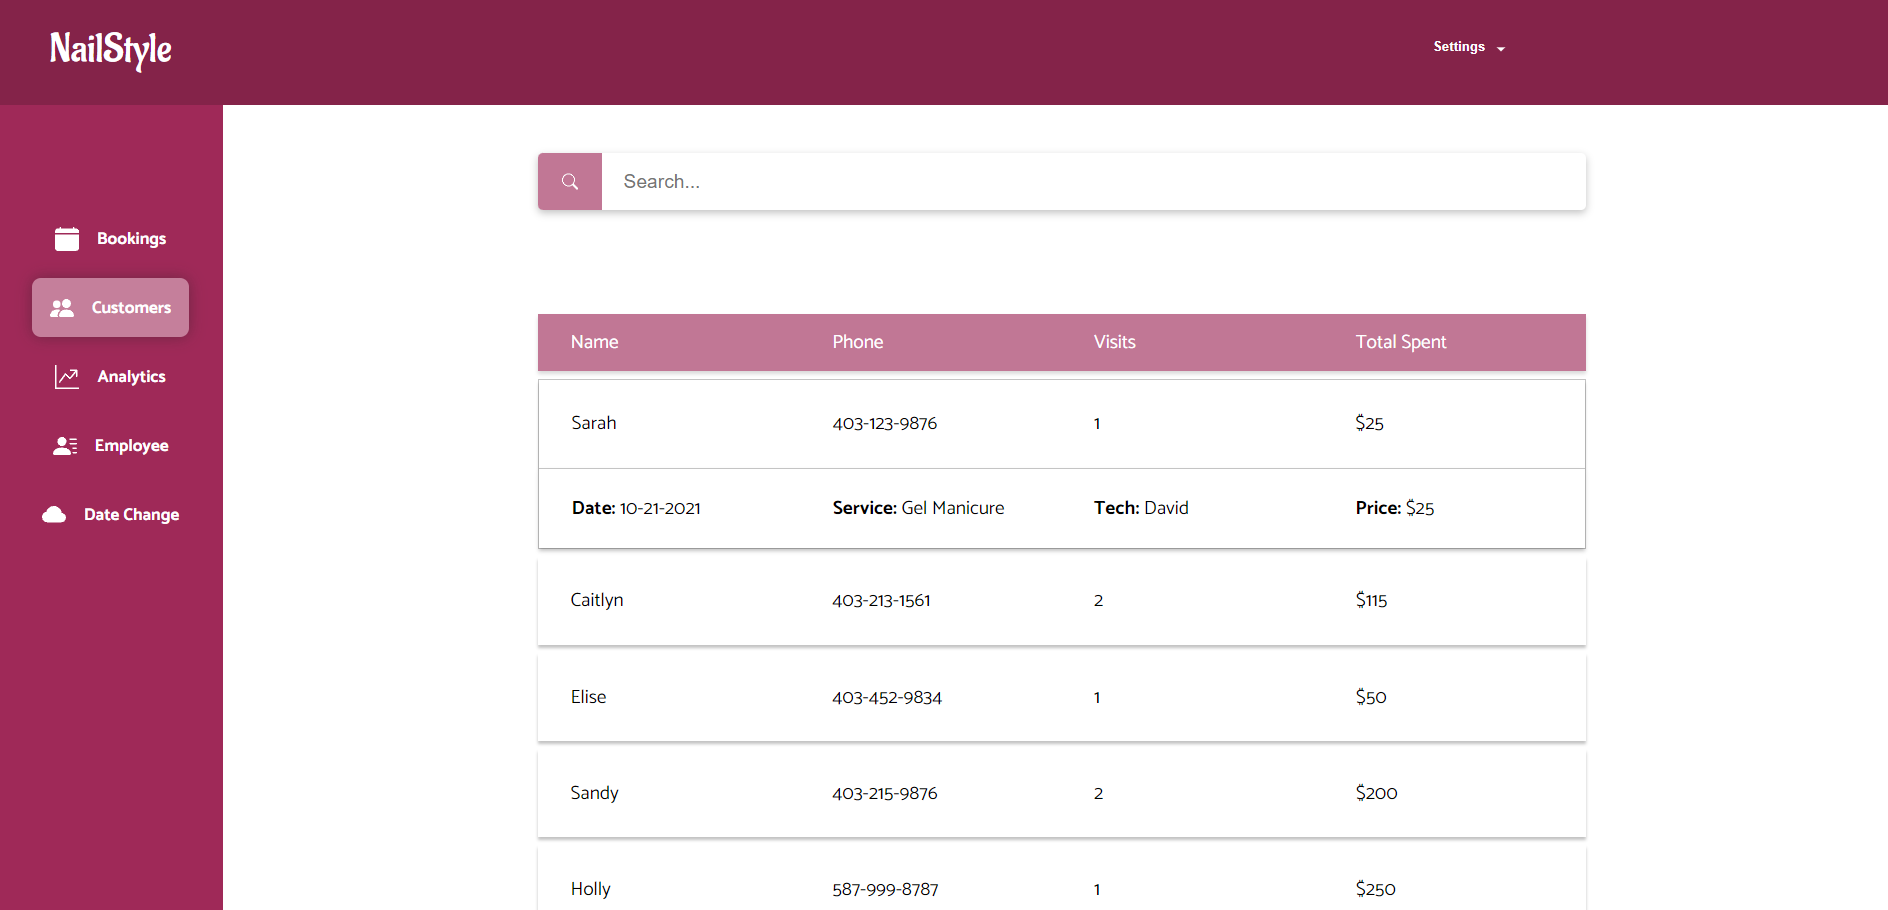 NailStyle
Settings
Bookings
Customers
Analytics
Employee
Date Change
Search...
Name Phone Visits Total Spent
Sarah 403-123-9876 1 $25
Date: 10-21-2021 Service: Gel Manicure Tech: David Price: $25
Caitlyn 403-213-1561 2 $115
Elise 403-452-9834 1 $50
Sandy 403-215-9876 2 $200
Holly 587-999-8787 1 $250